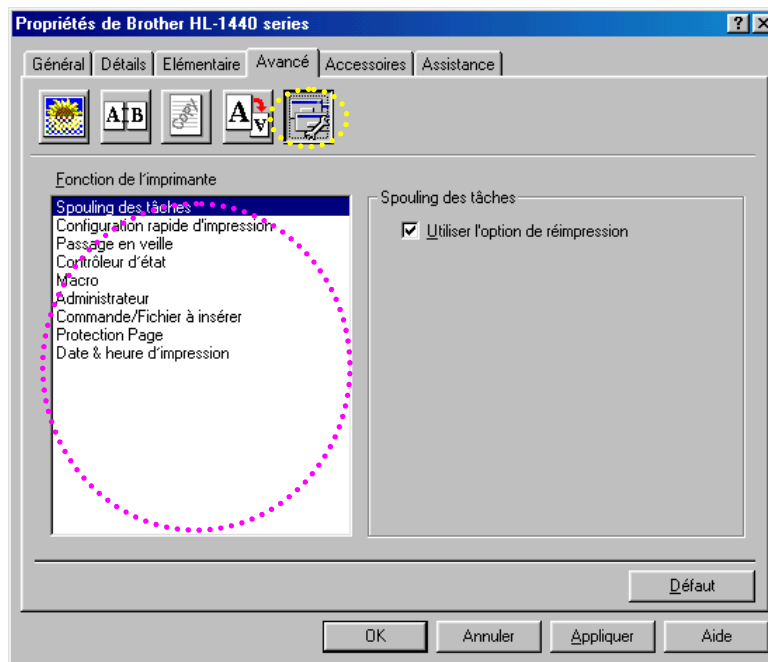 Propriétés de Brother HL-1440 series
Général Détails Elémentaire Avancé Accessoires Assistance
A B Copy A A
Fonction de l'imprimante
Spouling des tâches
Configuration rapide d'impression
Passage en veille
Contrôleur d'état
Macro
Administrateur
Commande/Fichier à insérer
Protection Page
Date & heure d'impression
Spouling des tâches
Utiliser l'option de réimpression
Défaut
OK Annuler Appliquer Aide